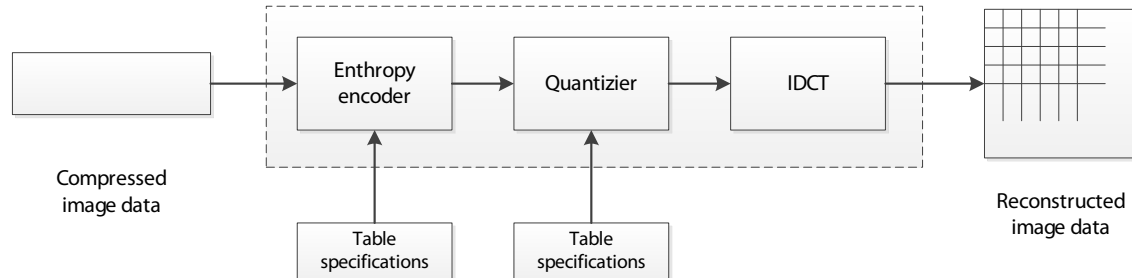 Compressed
image data
Enthropy
encoder
Quantizier
IDCT
Table
specifications
Table
specifications
Reconstructed
image data